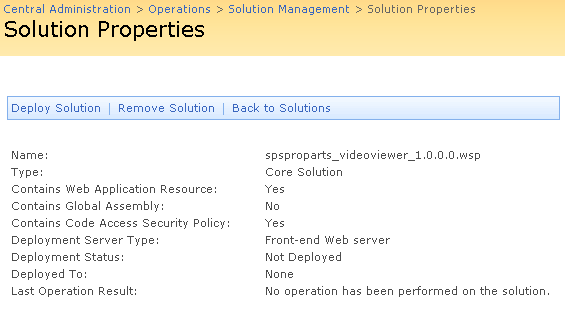 Central Administration > Operations > Solution Management > Solution Properties
Solution Properties
Deploy Solution | Remove Solution | Back to Solutions
Name: spsproparts_videoviewer_1.0.0.0.wsp
Type: Core Solution
Contains Web Application Resource: Yes
Contains Global Assembly: No
Contains Code Access Security Policy: Yes
Deployment Server Type: Front-end Web server
Deployment Status: Not Deployed
Deployed To: None
Last Operation Result: No operation has been performed on the solution.